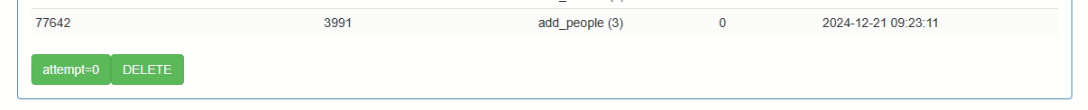 77642 3991 add_people (3) 0 2024-12-21 09:23:11
attempt=0 DELETE